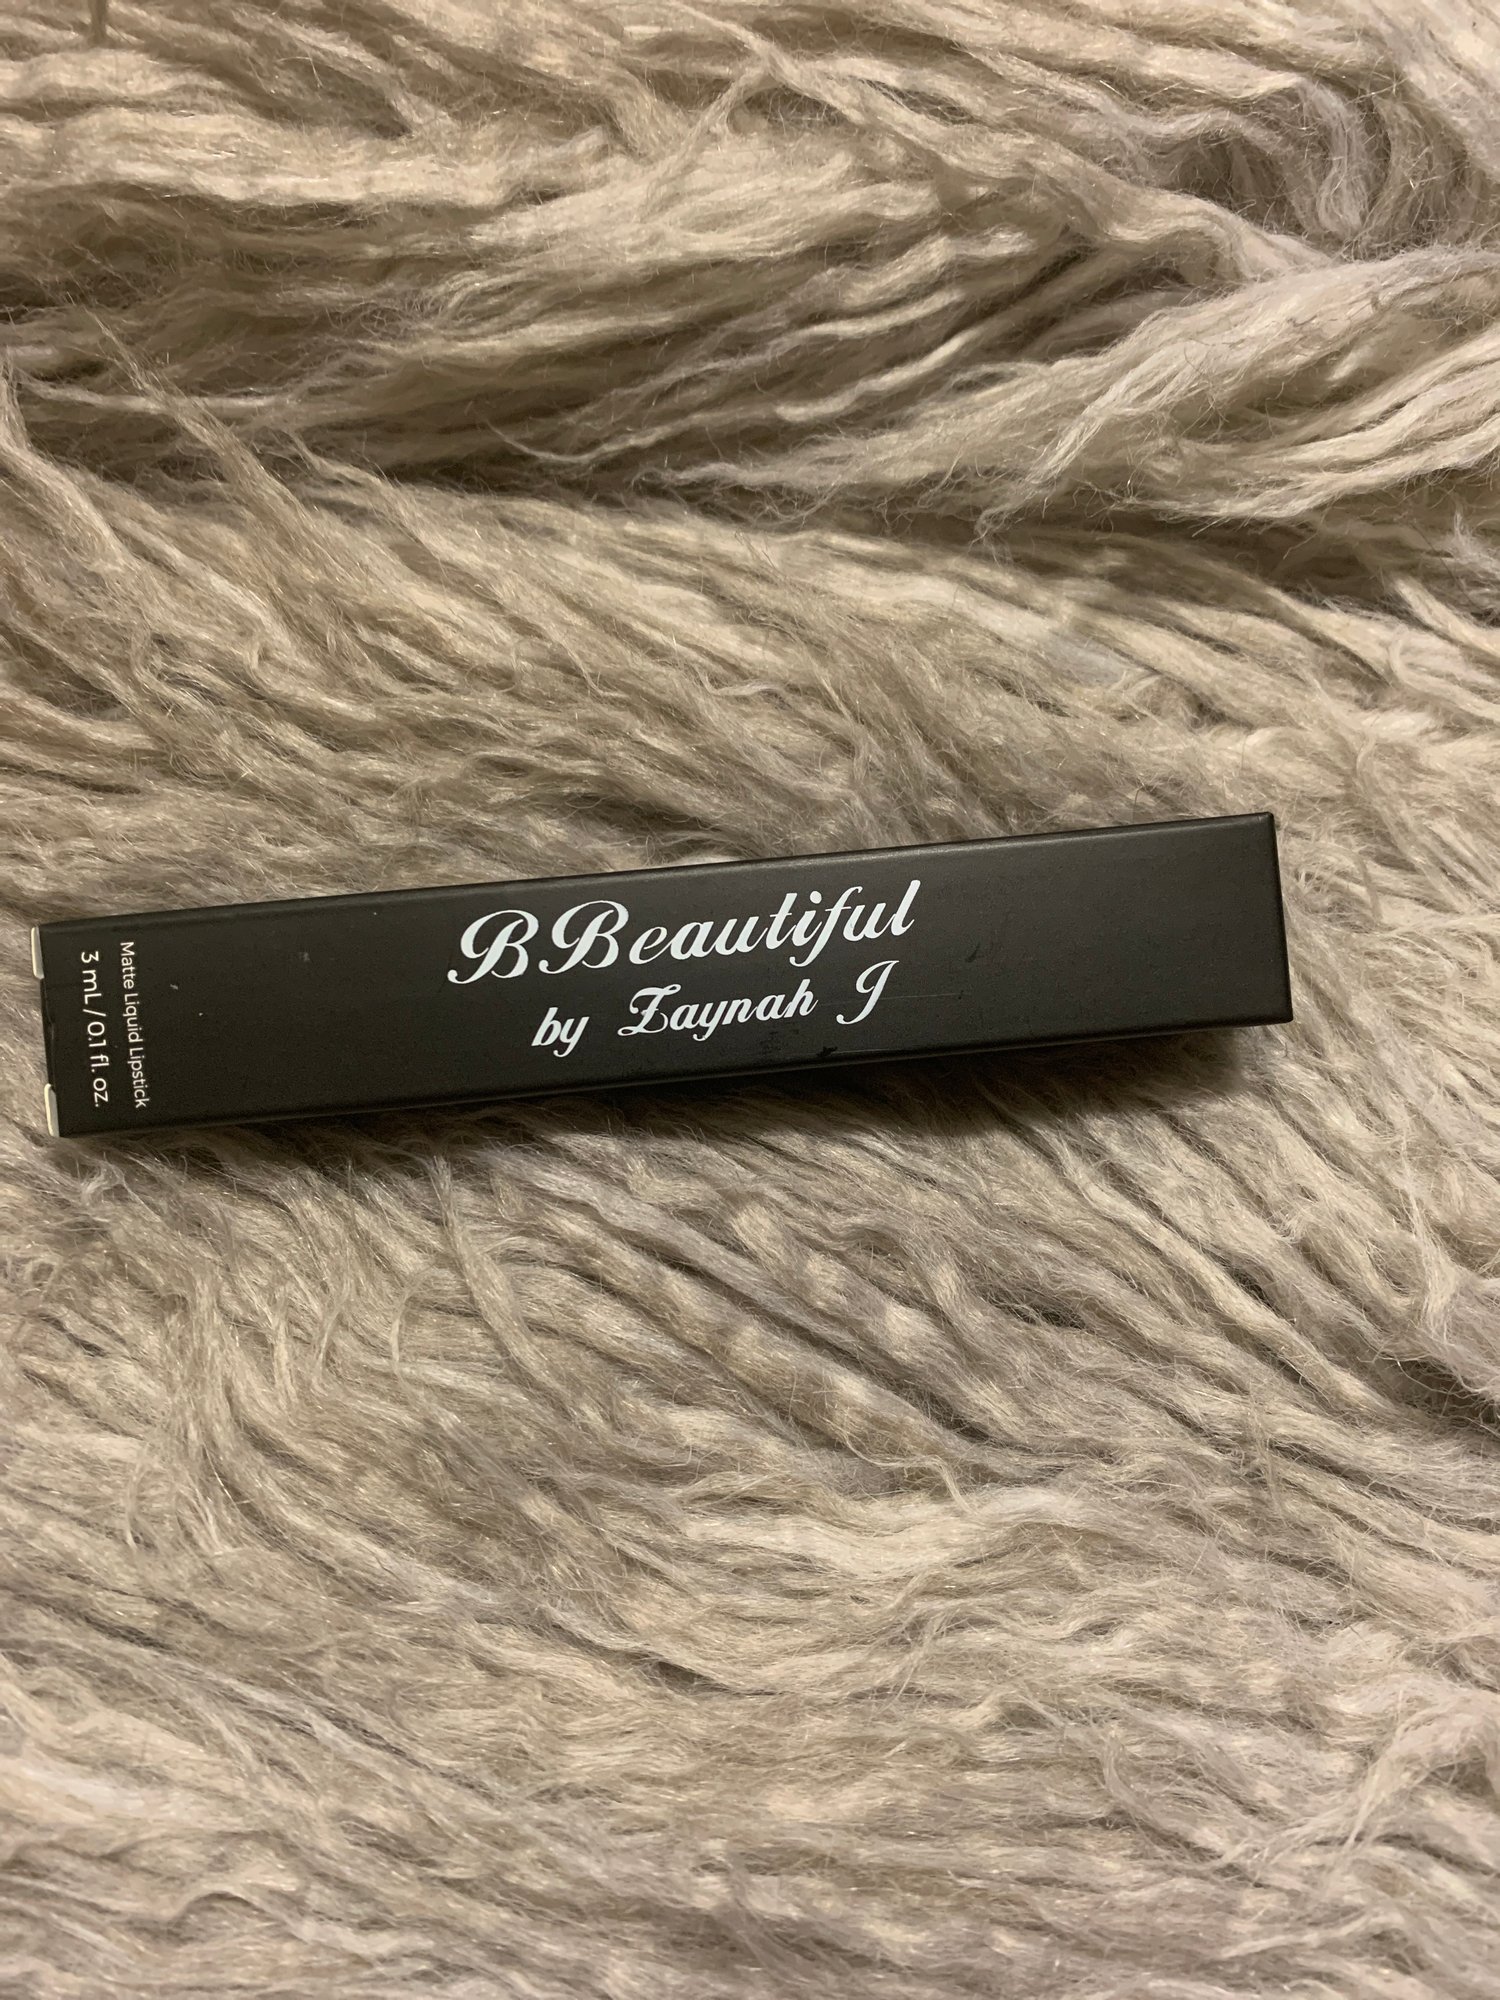 BBeautiful
by Zaynah J
Matte Liquid Lipstick
3 mL / 0.1 fl. oz.